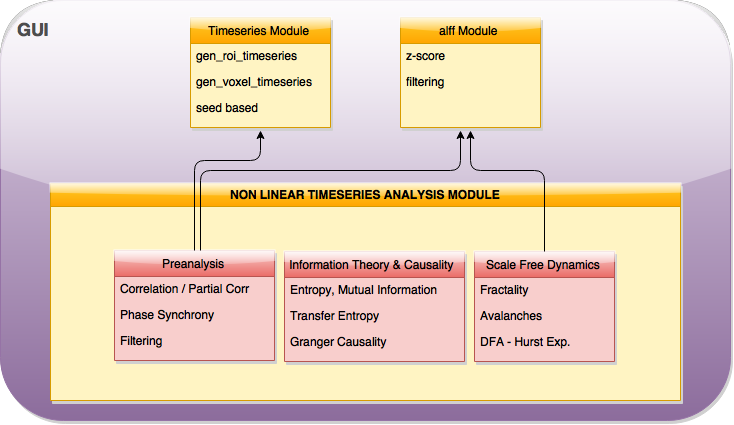 GUI
Timeseries Module
gen_roi_timeseries
gen_voxel_timeseries
seed based
alff Module
z-score
filtering
NON LINEAR TIMESERIES ANALYSIS MODULE
Preanalysis
Correlation / Partial Corr
Phase Synchrony
Filtering
Information Theory & Causality
Entropy, Mutual Information
Transfer Entropy
Granger Causality
Scale Free Dynamics
Fractality
Avalanches
DFA - Hurst Exp.